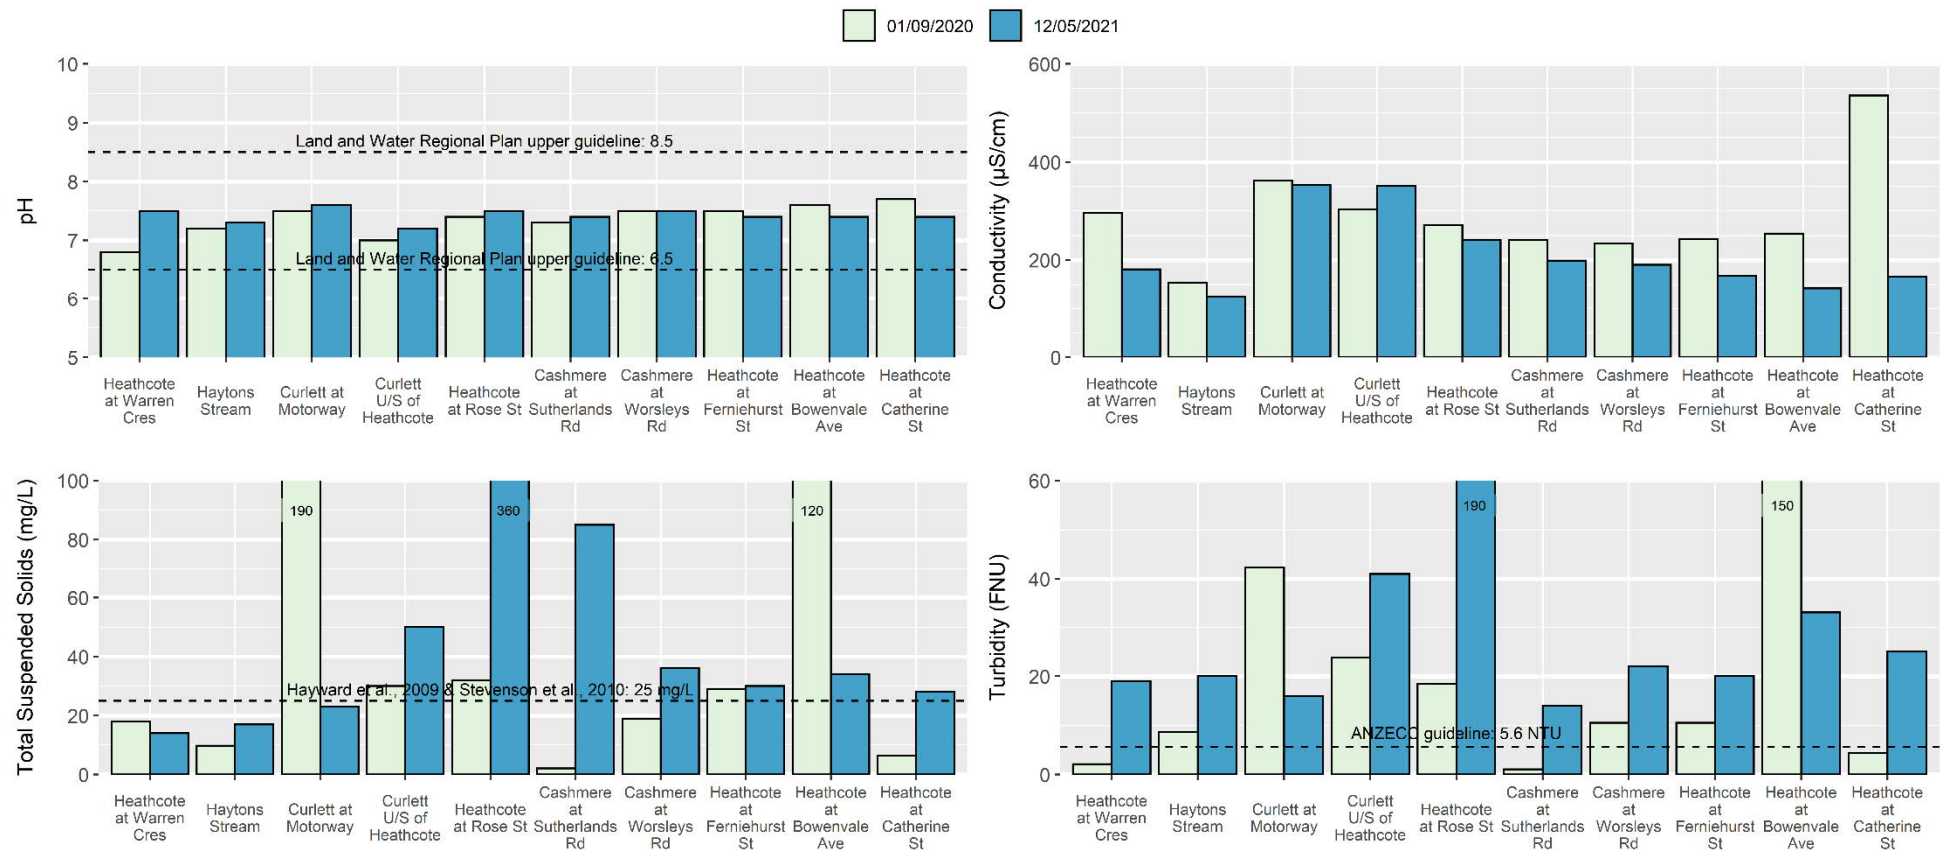 01/09/2020
12/05/2021
10
9
8
7
6
5
pH
Land and Water Regional Plan upper guideline: 8.5
Land and Water Regional Plan upper guideline: 6.5
Heathcote
at Warren
Cres
Haytons
Stream
Curlett at
Motorway
Curlett
U/S of
Heathcote
Heathcote
at Rose St
Cashmere
at
Sutherlands
Rd
Cashmere
at
Worsleys
Rd
Heathcote
at
Ferniehurst
St
Heathcote
at
Bowenvale
Ave
Heathcote
at
Catherine
St
600
400
200
0
Conductivity (µS/cm)
Heathcote
at Warren
Cres
Haytons
Stream
Curlett at
Motorway
Curlett
U/S of
Heathcote
Heathcote
at Rose St
Cashmere
at
Sutherlands
Rd
Cashmere
at
Worsleys
Rd
Heathcote
at
Ferniehurst
St
Heathcote
at
Bowenvale
Ave
Heathcote
at
Catherine
St
100
80
60
40
20
0
Total Suspended Solids (mg/L)
190
360
120
Hayward et al., 2009 & Stevenson et al., 2010: 25 mg/L
Heathcote
at Warren
Cres
Haytons
Stream
Curlett at
Motorway
Curlett
U/S of
Heathcote
Heathcote
at Rose St
Cashmere
at
Sutherlands
Rd
Cashmere
at
Worsleys
Rd
Heathcote
at
Ferniehurst
St
Heathcote
at
Bowenvale
Ave
Heathcote
at
Catherine
St
60
40
20
0
Turbidity (FNU)
190
150
ANZECC guideline: 5.6 NTU
Heathcote
at Warren
Cres
Haytons
Stream
Curlett at
Motorway
Curlett
U/S of
Heathcote
Heathcote
at Rose St
Cashmere
at
Sutherlands
Rd
Cashmere
at
Worsleys
Rd
Heathcote
at
Ferniehurst
St
Heathcote
at
Bowenvale
Ave
Heathcote
at
Catherine
St